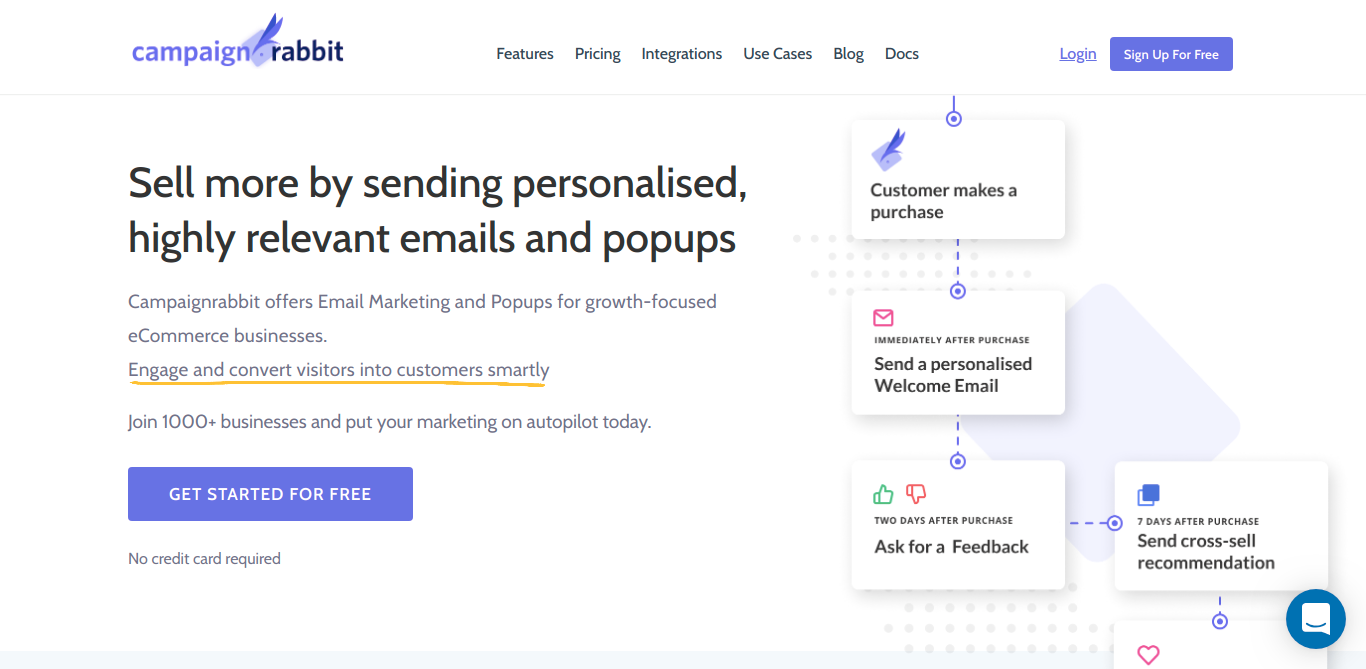 campaignrabbit
Features
Pricing
Integrations
Use Cases
Blog
Docs
Login
Sign Up For Free
Sell more by sending personalised,
highly relevant emails and popups
Campaignrabbit offers Email Marketing and Popups for growth-focused
eCommerce businesses.
Engage and convert visitors into customers smartly
Join 1000+ businesses and put your marketing on autopilot today.
GET STARTED FOR FREE
No credit card required
Customer makes a
purchase
IMMEDIATELY AFTER PURCHASE
Send a personalised
Welcome Email
TWO DAYS AFTER PURCHASE
Ask for a Feedback
7 DAYS AFTER PURCHASE
Send cross-sell
recommendation